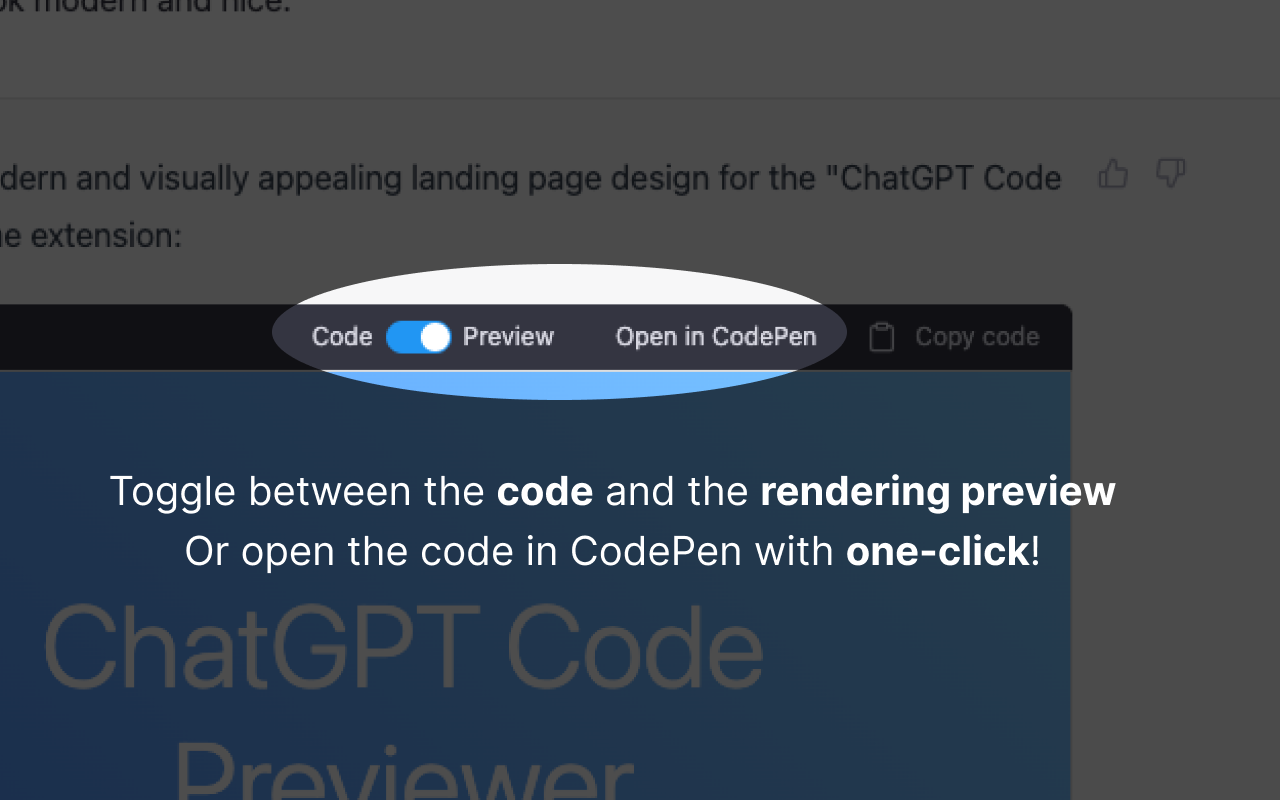 ok modern and nice.
dern and visually appealing landing page design for the "ChatGPT Code
e extension:
Code Preview Open in CodePen Copy code
Toggle between the code and the rendering preview
Or open the code in CodePen with one-click!
ChatGPT Code
Previewer